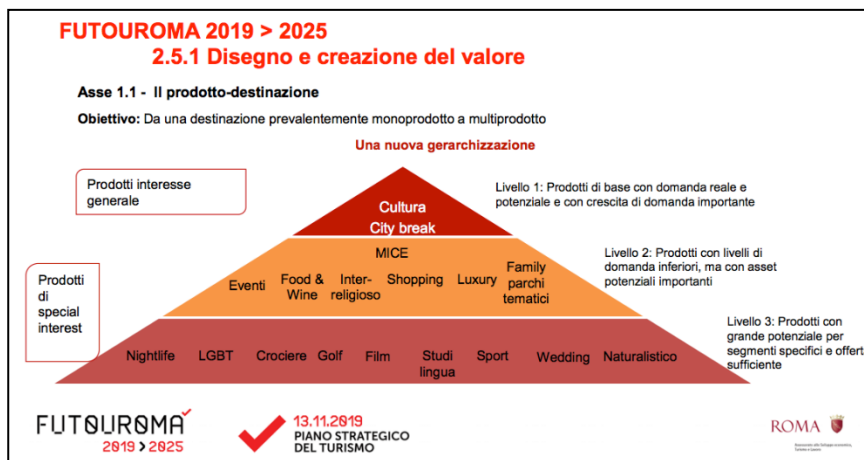 FUTOUROMA 2019 > 2025
2.5.1 Disegno e creazione del valore
Asse 1.1 - Il prodotto-destinazione
Obiettivo: Da una destinazione prevalentemente monoprodotto a multiprodotto
Una nuova gerarchizzazione
Prodotti interesse
generale
Livello 1: Prodotti di base con domanda reale e
potenziale e con crescita di domanda importante
Cultura
City break
Prodotti
di
special
interest
MICE
Eventi
Food &
Wine
Inter-
religioso
Shopping
Luxury
Family
parchi
tematici
Livello 2: Prodotti con livelli di
domanda inferiori, ma con asset
potenziali importanti
Nightlife
LGBT
Crociere
Golf
Film
Studi
lingua
Sport
Wedding
Naturalistico
Livello 3: Prodotti con
grande potenziale per
segmenti specifici e offerta
sufficiente
FUTOUROMA
2019 > 2025
13.11.2019
PIANO STRATEGICO
DEL TURISMO
ROMA